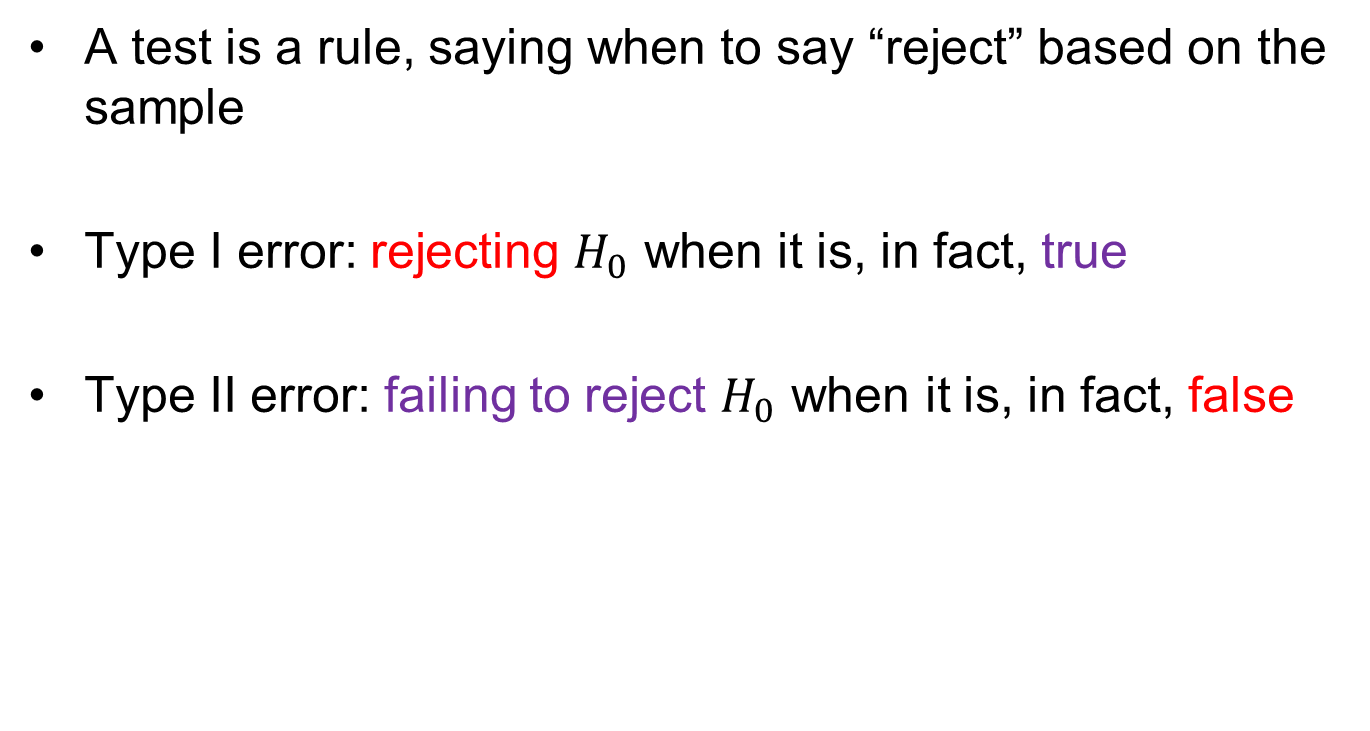 • A test is a rule, saying when to say “reject” based on the
sample
• Type I error: rejecting H₀ when it is, in fact, true
• Type II error: failing to reject H₀ when it is, in fact, false